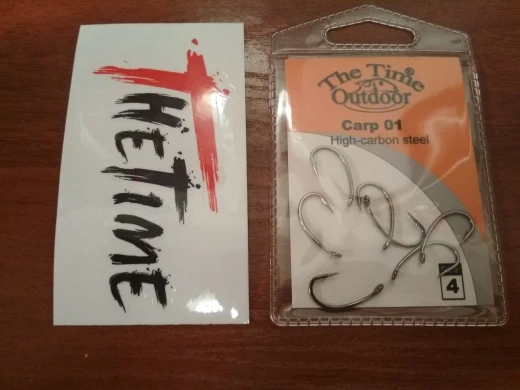 THETIME
The Time
Outdoor
Carp 01
High-carbon steel
4